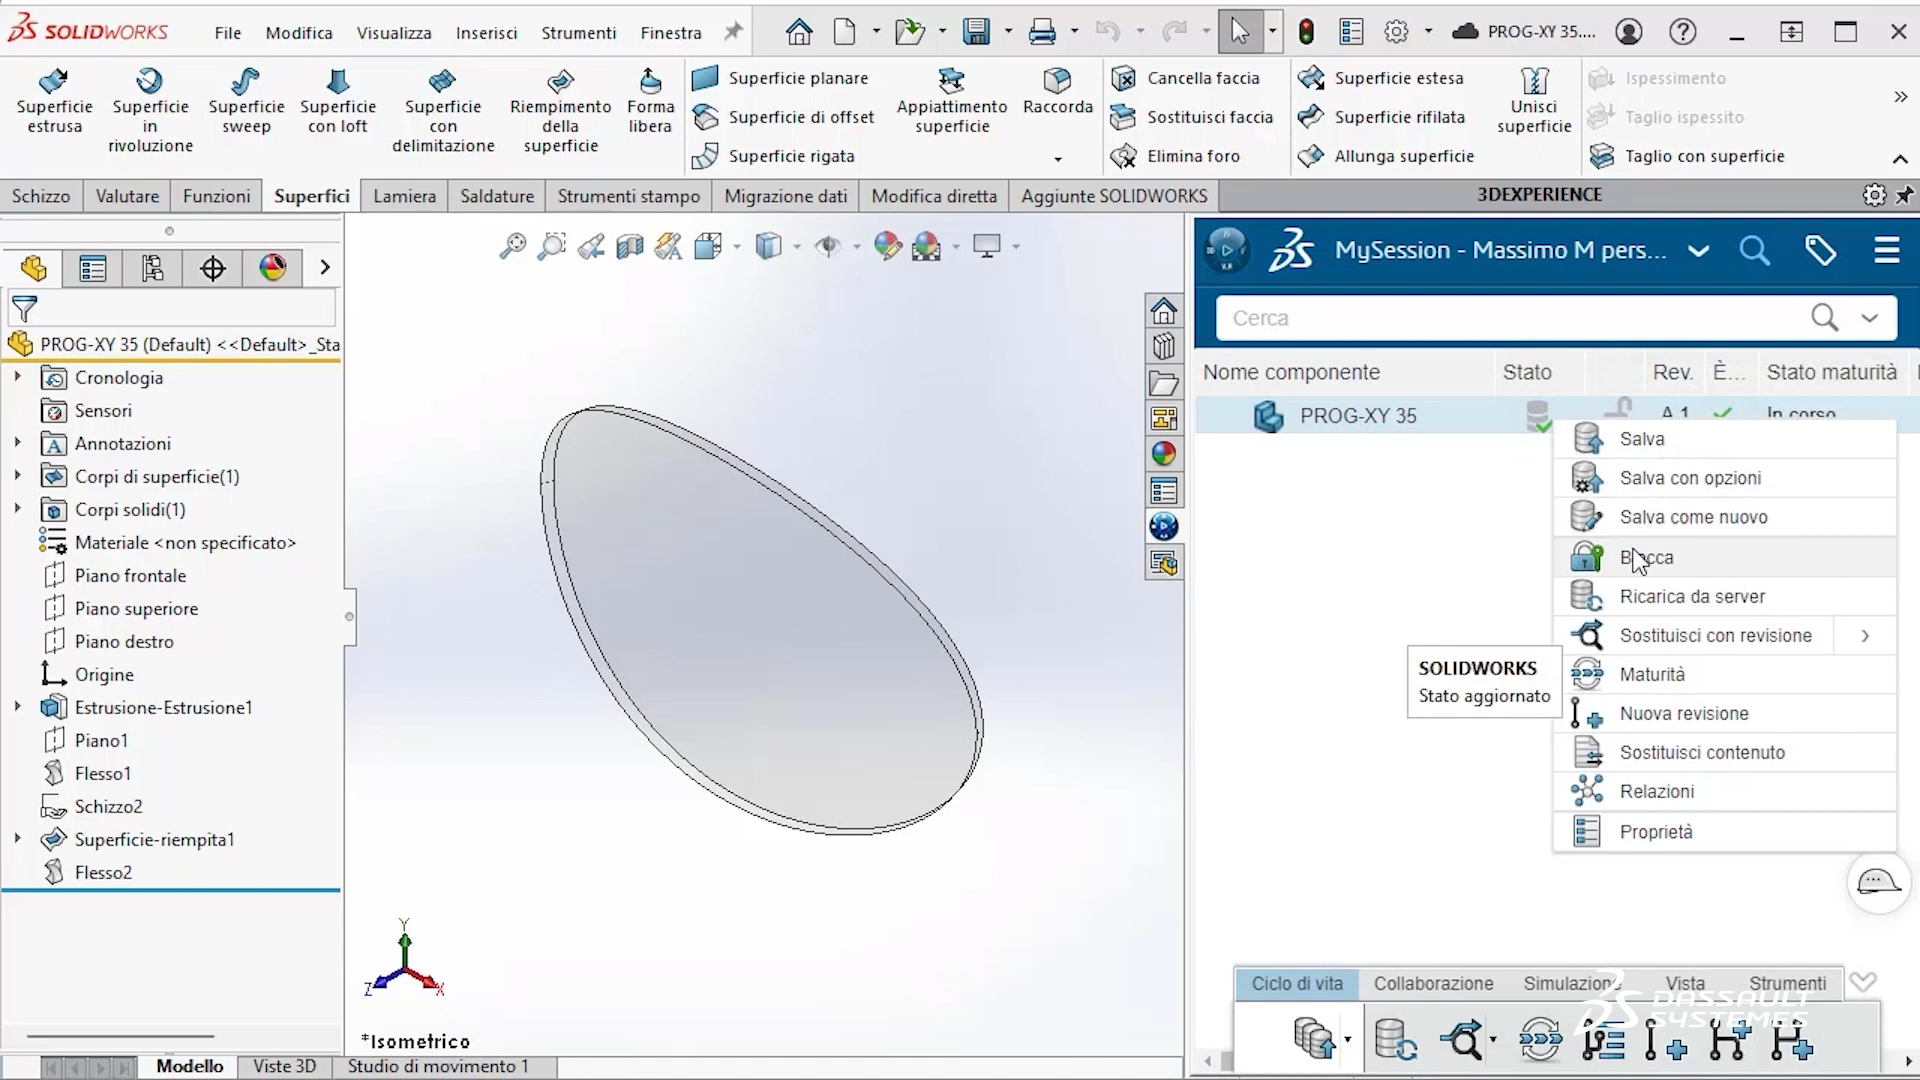 SOLIDWORKS File Modifica Visualizza Inserisci Strumenti Finestra PROG-XY 35....
Superficie estrusa
Superficie in rivoluzione
Superficie sweep
Superficie con loft
Superficie con delimitazione
Riempimento della superficie
Forma libera
Superficie planare
Superficie di offset
Superficie rigata
Appiattimento superficie
Raccorda
Cancella faccia
Sostituisci faccia
Elimina foro
Superficie estesa
Superficie rifilata
Allunga superficie
Unisci superficie
Ispessimento
Taglio ispessito
Taglio con superficie
Schizzo Valutare Funzioni Superfici Lamiera Saldature Strumenti stampo Migrazione dati Modifica diretta Aggiunte SOLIDWORKS
3DEXPERIENCE
MySession - Massimo M pers...
Cerca
Nome componente Stato Rev. È... Stato maturità
PROG-XY 35 A.1 In corso
PROG-XY 35 (Default) <<Default>_Sta
Cronologia
Sensori
Annotazioni
Corpi di superficie(1)
Corpi solidi(1)
Materiale <non specificato>
Piano frontale
Piano superiore
Piano destro
Origine
Estrusione-Estrusione1
Piano1
Flesso1
Schizzo2
Superficie-riempita1
Flesso2
Salva
Salva con opzioni
Salva come nuovo
Blocca
Ricarica da server
Sostituisci con revisione
Maturità
Nuova revisione
Sostituisci contenuto
Relazioni
Proprietà
SOLIDWORKS
Stato aggiornato
Y
Z
X
*Isometrico
Ciclo di vita Collaborazione Simulazione Vista Strumenti
DASSAULT
SYSTEMES
Modello Viste 3D Studio di movimento 1